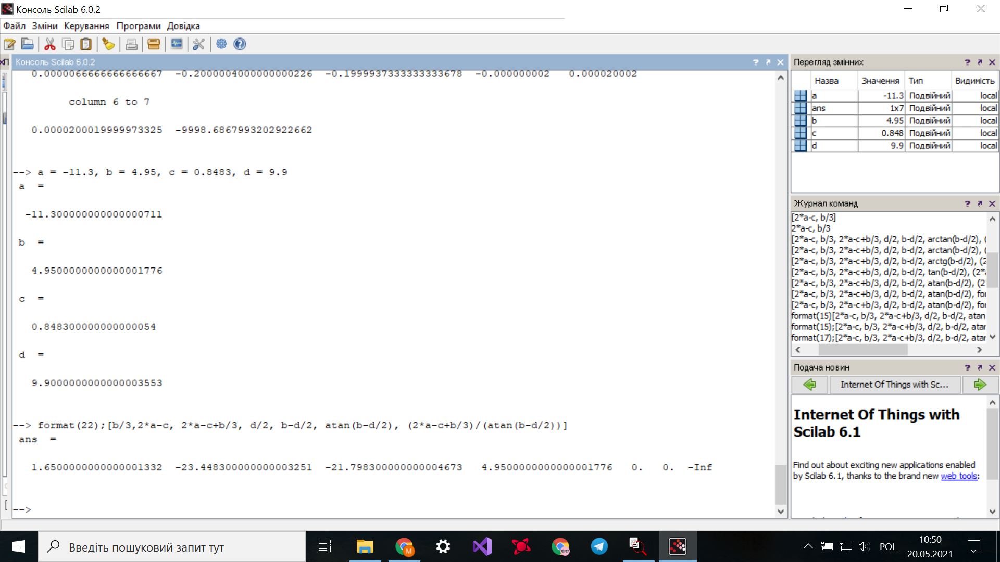 Консоль Scilab 6.0.2
Файл Зміни Керування Програми Довідка
Консоль Scilab 6.0.2
0.0000066666666666667 -0.2000004000000000226 -0.1999937333333333678 -0.000000002 0.000020002
column 6 to 7
0.0000200019999973325 -9998.6867993202922662
--> a = -11.3, b = 4.95, c = 0.8483, d = 9.9
a =
-11.300000000000000711
b =
4.9500000000000001776
c =
0.848300000000000054
d =
9.9000000000000003553
--> format(22);[b/3,2*a-c, 2*a-c+b/3, d/2, b-d/2, atan(b-d/2), (2*a-c+b/3)/(atan(b-d/2))]
ans =
1.6500000000000001332 -23.448300000000003251 -21.798300000000004673 4.9500000000000001776 0. 0. -Inf
-->
Перегляд змінних
Назва Значення Тип Видимість
a -11.3 Подвійний local
ans 1x7 Подвійний local
b 4.95 Подвійний local
c 0.848 Подвійний local
d 9.9 Подвійний local
Журнал команд
[2*a-c, b/3]
2*a-c, b/3
[2*a-c, b/3, 2*a-c+b/3, d/2, b-d/2, arctan(b-d/2), (
[2*a-c, b/3, 2*a-c+b/3, d/2, b-d/2, arctan(b-d/2), (
[2*a-c, b/3, 2*a-c+b/3, d/2, b-d/2, arctg(b-d/2), (2
[2*a-c, b/3, 2*a-c+b/3, d/2, b-d/2, tan(b-d/2), (2*
[2*a-c, b/3, 2*a-c+b/3, d/2, b-d/2, atan(b-d/2), (2
[2*a-c, b/3, 2*a-c+b/3, d/2, b-d/2, atan(b-d/2), for
[2*a-c, b/3, 2*a-c+b/3, d/2, b-d/2, atan(b-d/2), for
format(15)[2*a-c, b/3, 2*a-c+b/3, d/2, b-d/2, atan
format(15);[2*a-c, b/3, 2*a-c+b/3, d/2, b-d/2, atar
format(17);[2*a-c, b/3, 2*a-c+b/3, d/2, b-d/2, atar
Подача новин
Internet Of Things with Sc...
Internet Of Things with
Scilab 6.1
Find out about exciting new applications enabled
by Scilab 6.1, thanks to the brand new web tools:
Введіть пошуковий запит тут
M
POL
10:50
20.05.2021